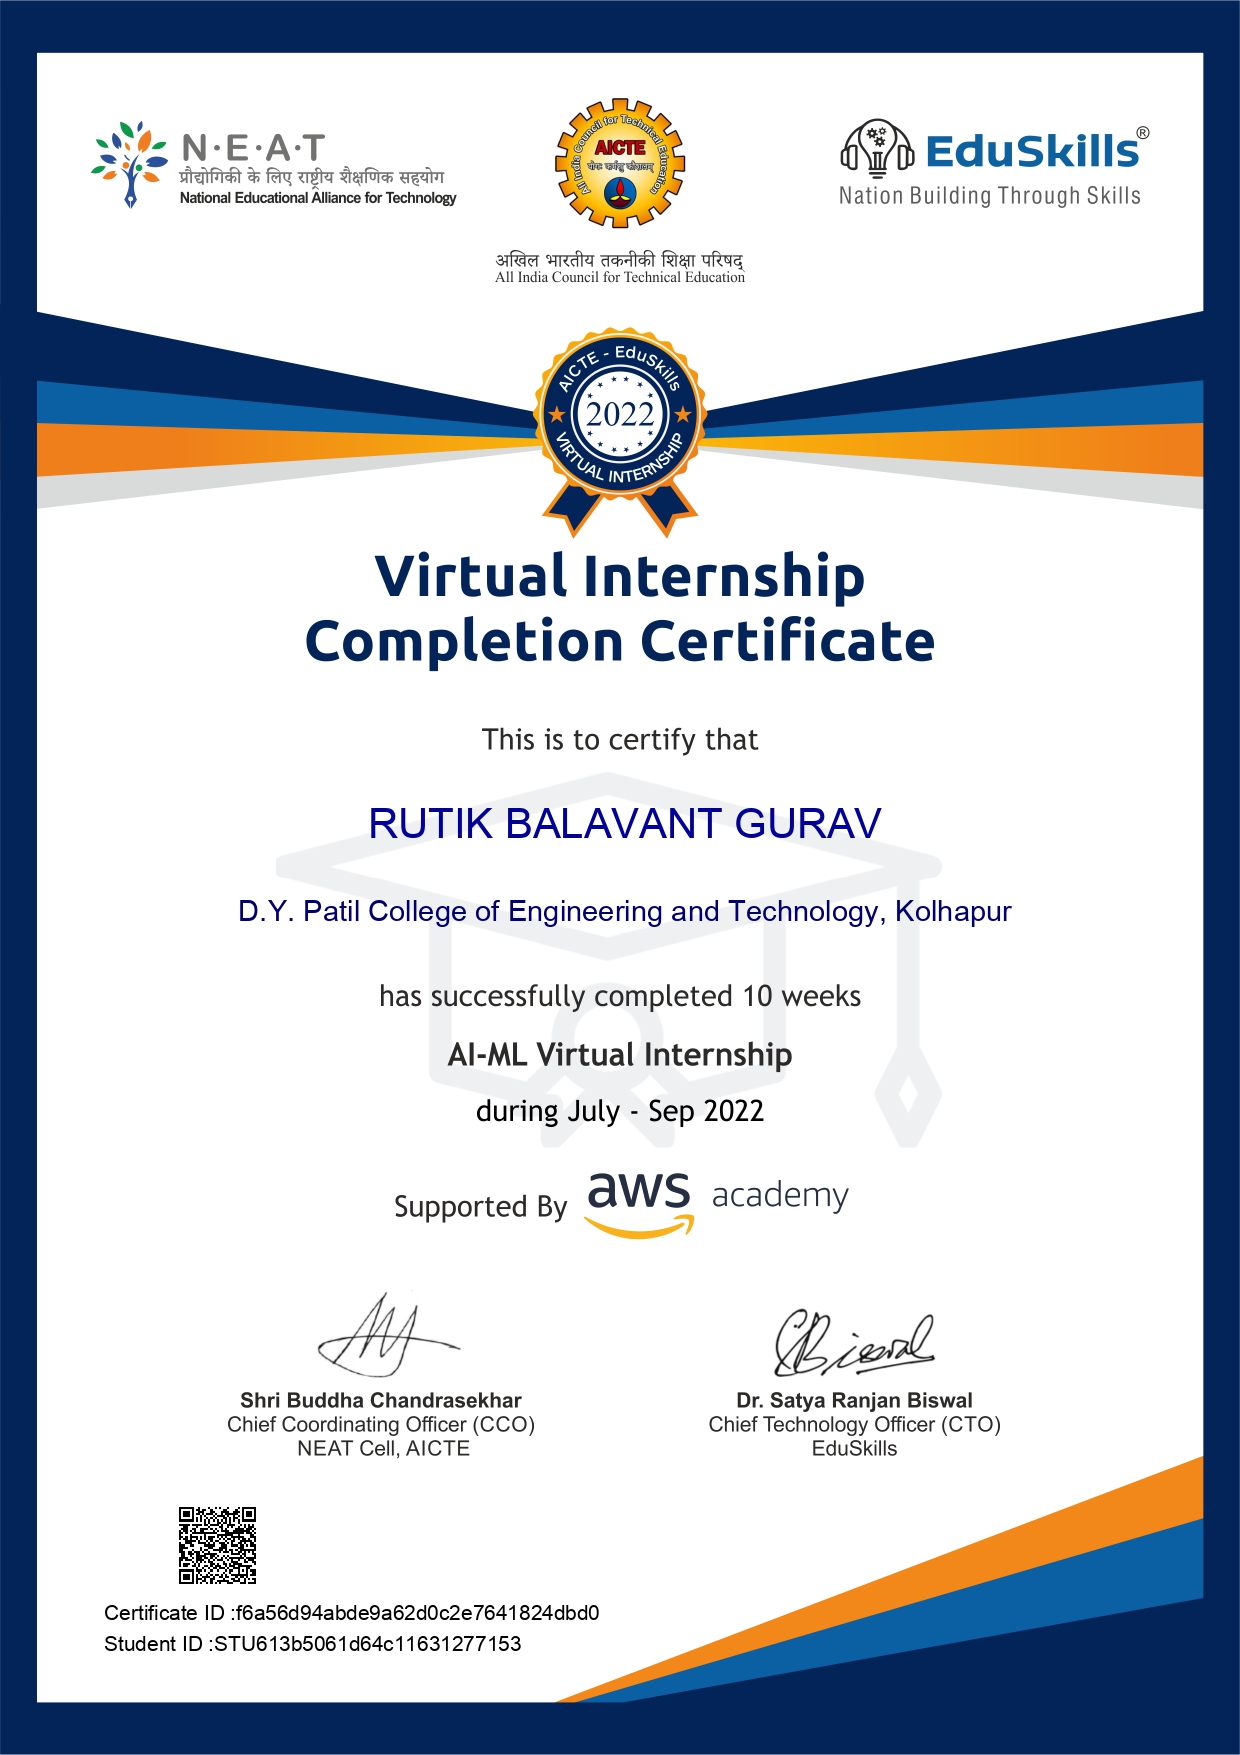 N·E·A·T
प्रौद्योगिकी के लिए राष्ट्रीय शैक्षणिक सहयोग
National Educational Alliance for Technology
All India Council for Technical Education
AICTE
योगः कर्मसु कौशलम्
अखिल भारतीय तकनीकी शिक्षा परिषद्
All India Council for Technical Education
EduSkills®
Nation Building Through Skills
AICTE - EduSkills
2022
VIRTUAL INTERNSHIP
Virtual Internship
Completion Certificate
This is to certify that
RUTIK BALAVANT GURAV
D.Y. Patil College of Engineering and Technology, Kolhapur
has successfully completed 10 weeks
AI-ML Virtual Internship
during July - Sep 2022
Supported By aws academy
Shri Buddha Chandrasekhar
Chief Coordinating Officer (CCO)
NEAT Cell, AICTE
Biswal
Dr. Satya Ranjan Biswal
Chief Technology Officer (CTO)
EduSkills
Certificate ID :f6a56d94abde9a62d0c2e7641824dbd0
Student ID :STU613b5061d64c11631277153